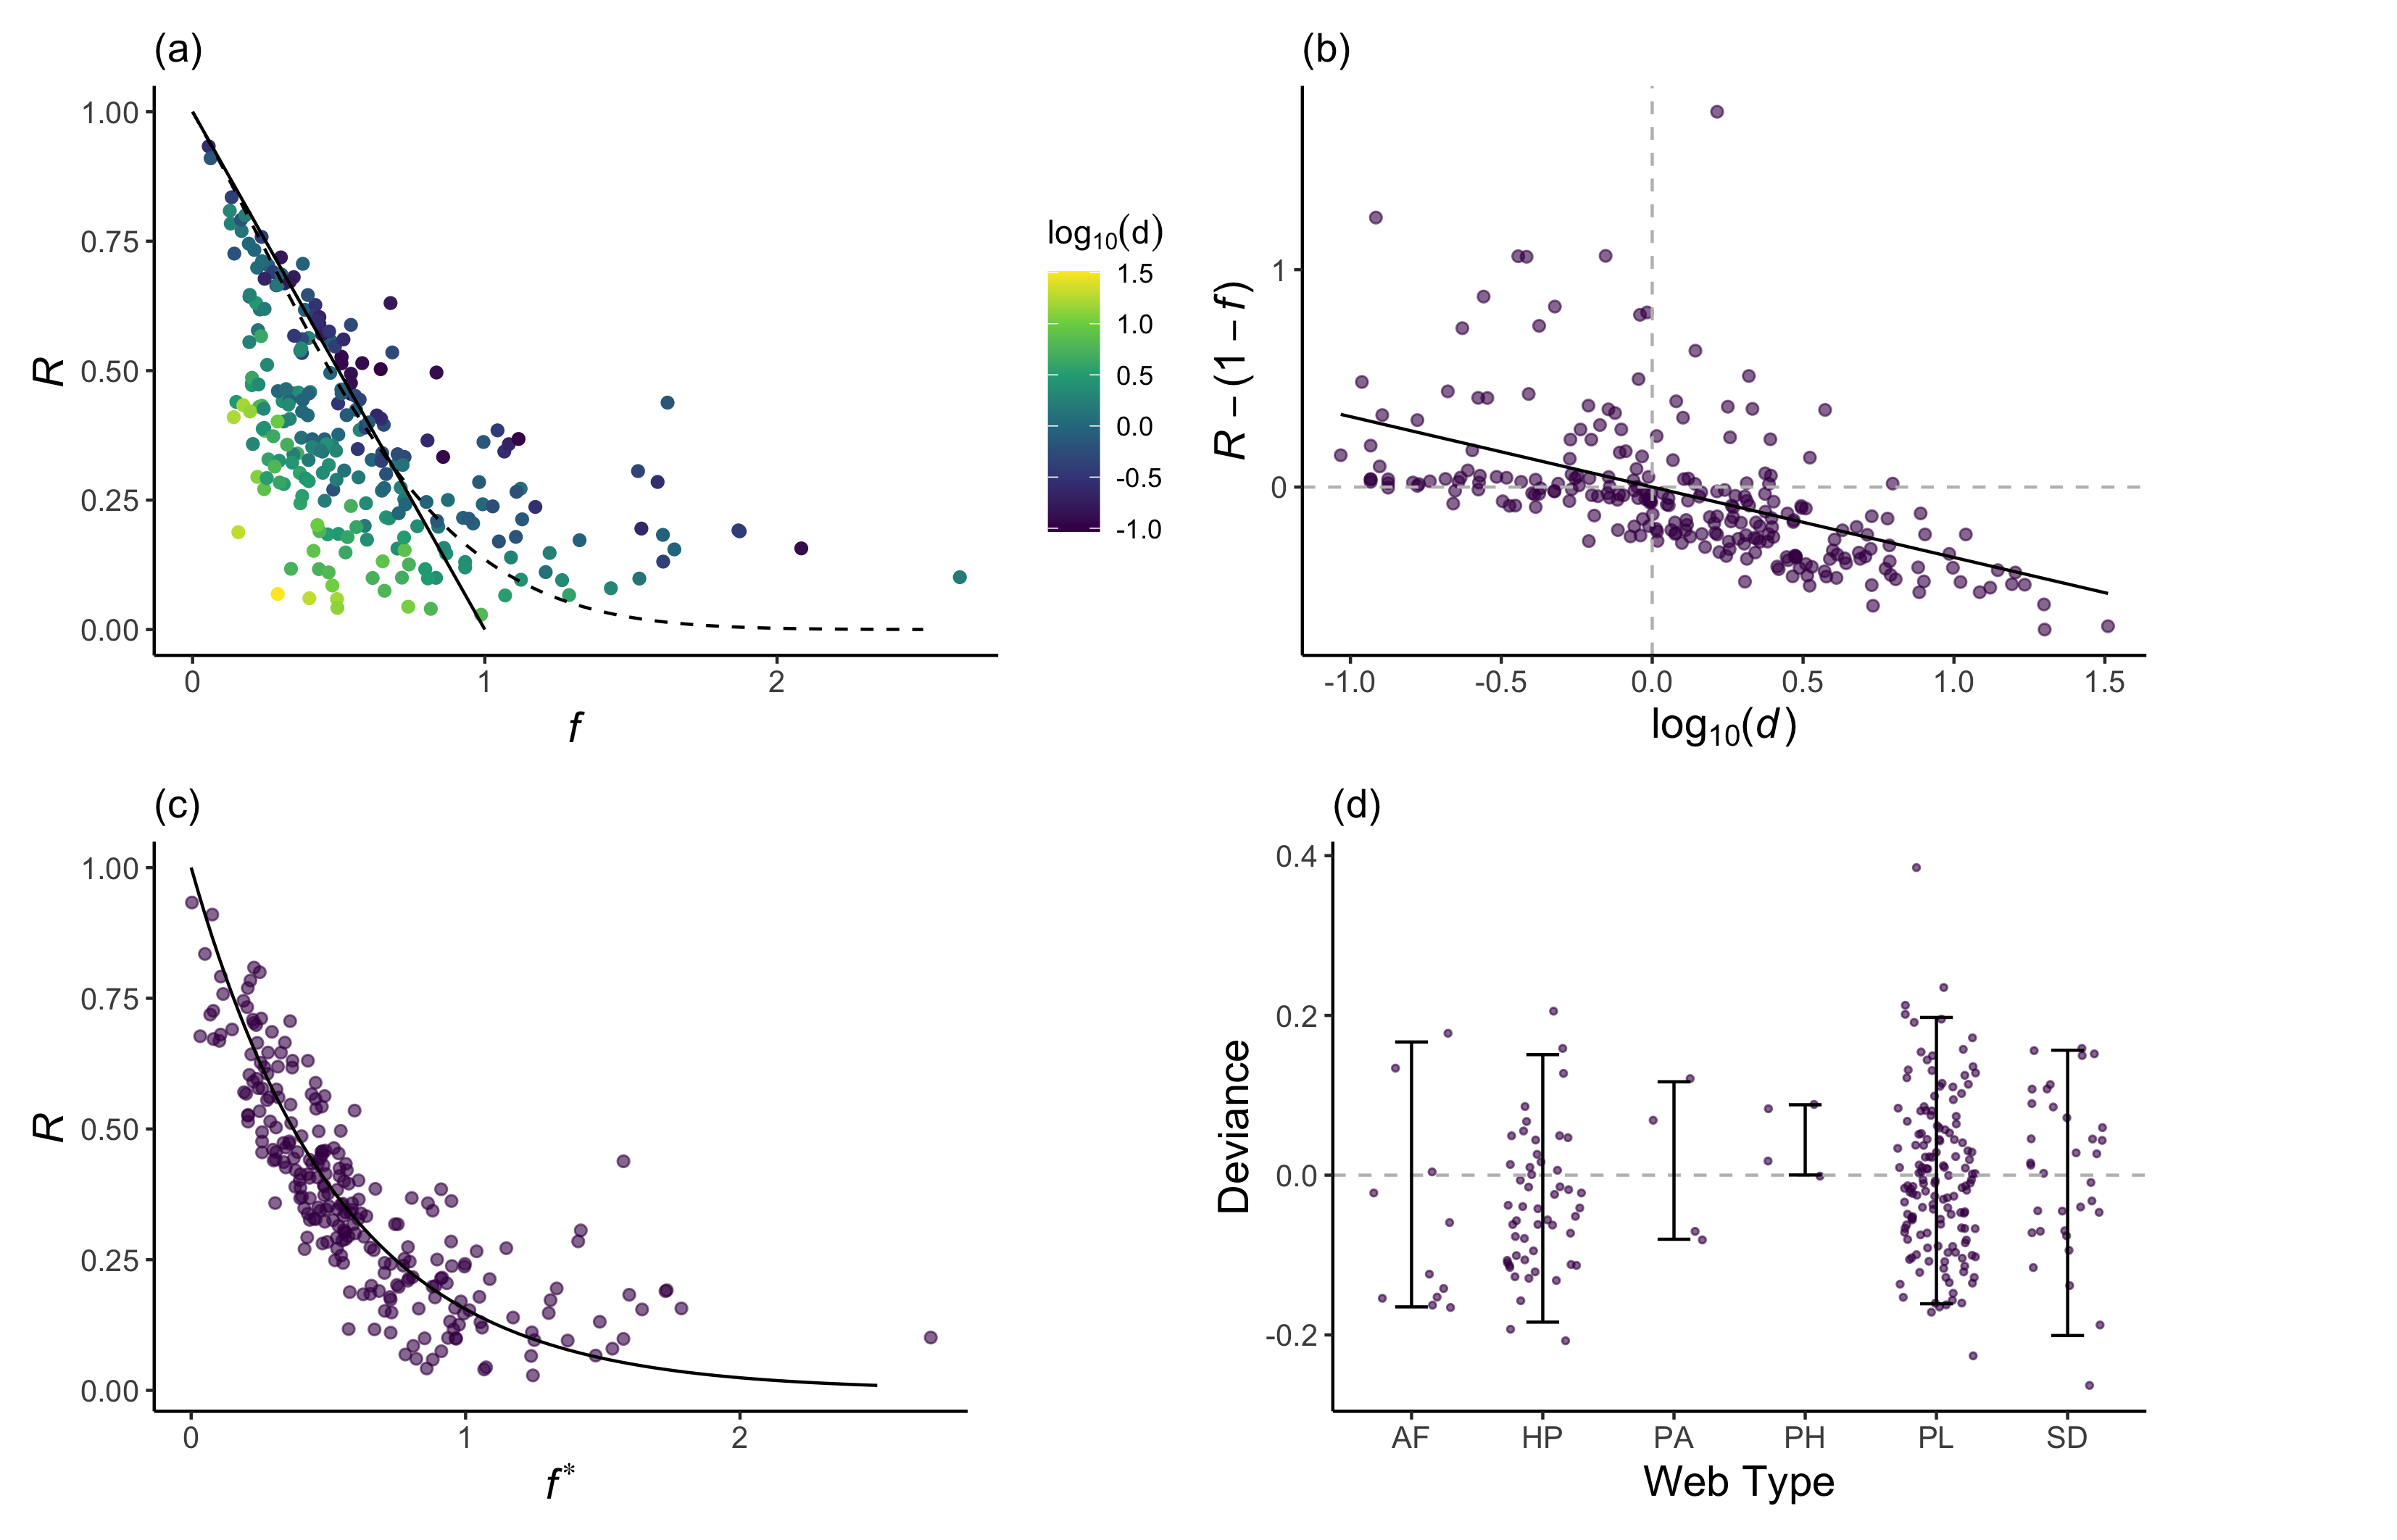 (a)
1.00
0.75
0.50
0.25
0.00
R
0 1 2
f
log₁₀(d)
1.5
1.0
0.5
0.0
-0.5
-1.0
(b)
1
0
R − (1 − f)
-1.0 -0.5 0.0 0.5 1.0 1.5
log₁₀(d)
(c)
1.00
0.75
0.50
0.25
0.00
R
0 1 2
f*
(d)
0.4
0.2
0.0
-0.2
Deviance
AF HP PA PH PL SD
Web Type